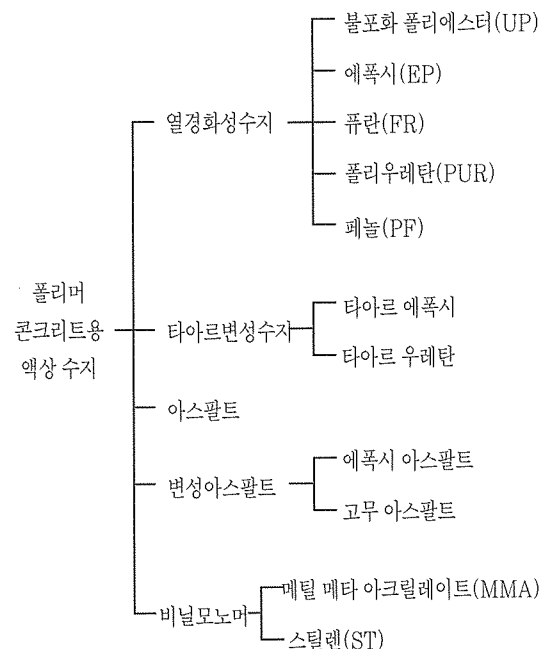 폴리머
콘크리트용
액상 수지
열경화성수지
불포화 폴리에스터(UP)
에폭시(EP)
퓨란(FR)
폴리우레탄(PUR)
페놀(PF)
타아르변성수지
타아르 에폭시
타아르 우레탄
아스팔트
변성아스팔트
에폭시 아스팔트
고무 아스팔트
비닐모노머
메틸 메타 아크릴레이트(MMA)
스틸렌(ST)